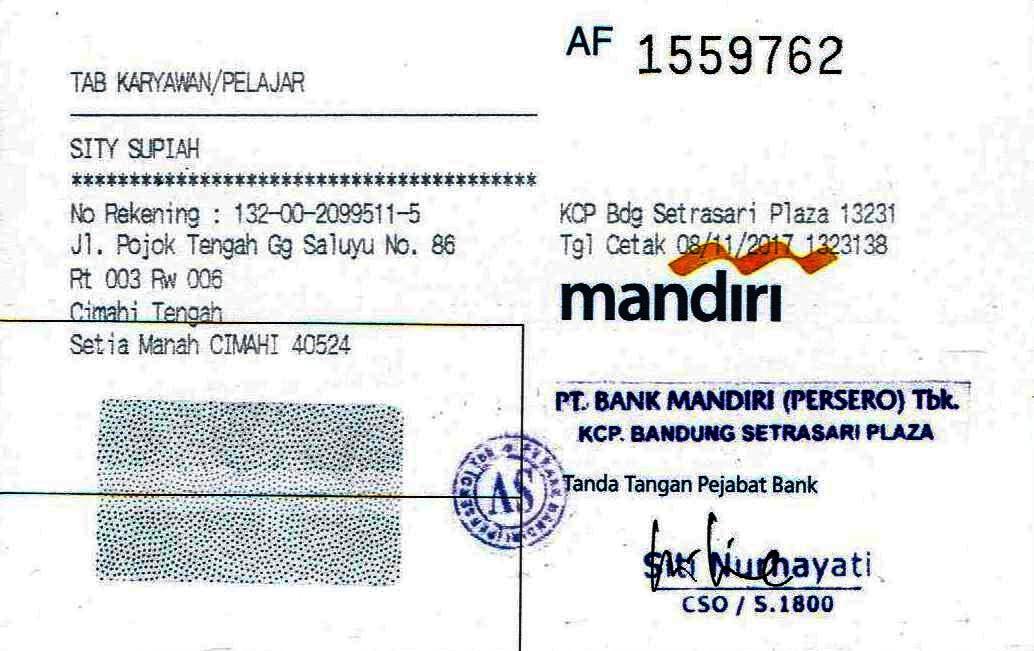 AF 1559762
TAB KARYAWAN/PELAJAR
SITY SUPIAH
*****************************************
No Rekening : 132-00-2099511-5
Jl. Pojok Tengah Gg Saluyu No. 86
Rt 003 Rw 006
Cimahi Tengah
Setia Manah CIMAHI 40524
KCP Bdg Setrasari Plaza 13231
Tgl Cetak 08/11/2017 1323138
mandiri
PT. BANK MANDIRI (PERSERO) Tbk.
KCP. BANDUNG SETRASARI PLAZA
AS
Tanda Tangan Pejabat Bank
Siti Nurhayati
CSO / S.1800